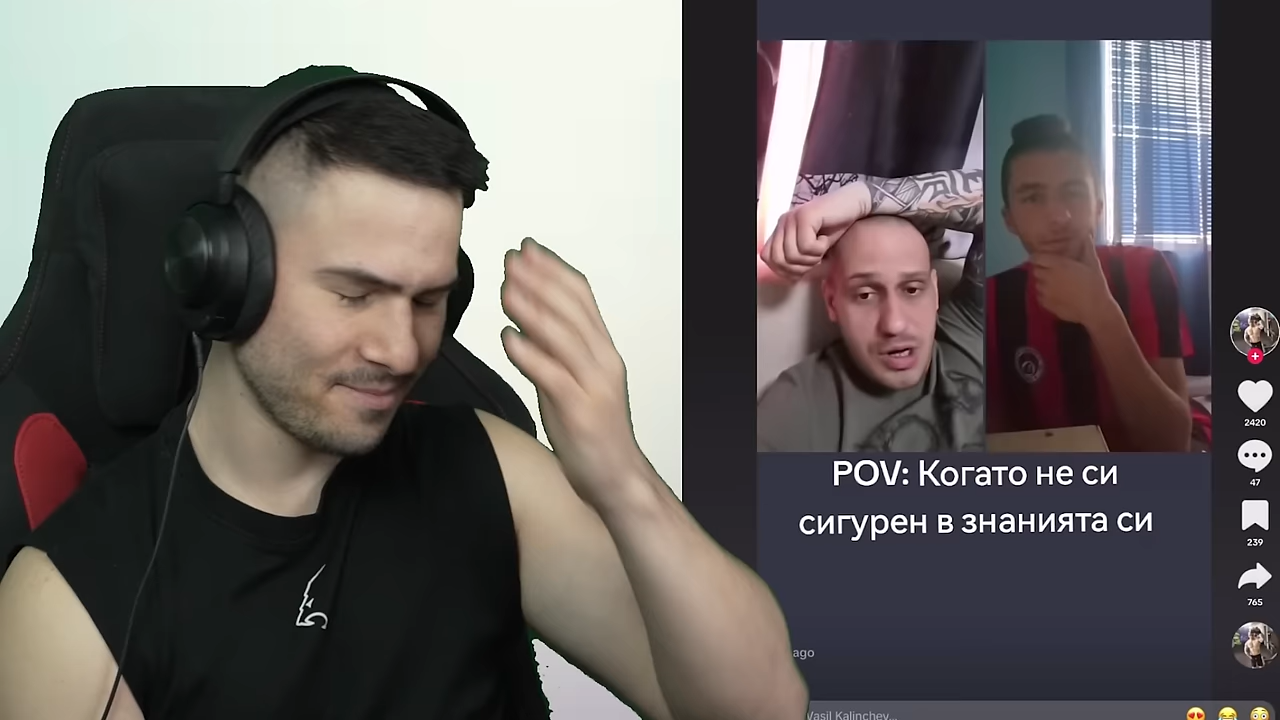 POV: Когато не си
сигурен в знанията си
2420
47
239
765
ago
Vasil Kalinchev...